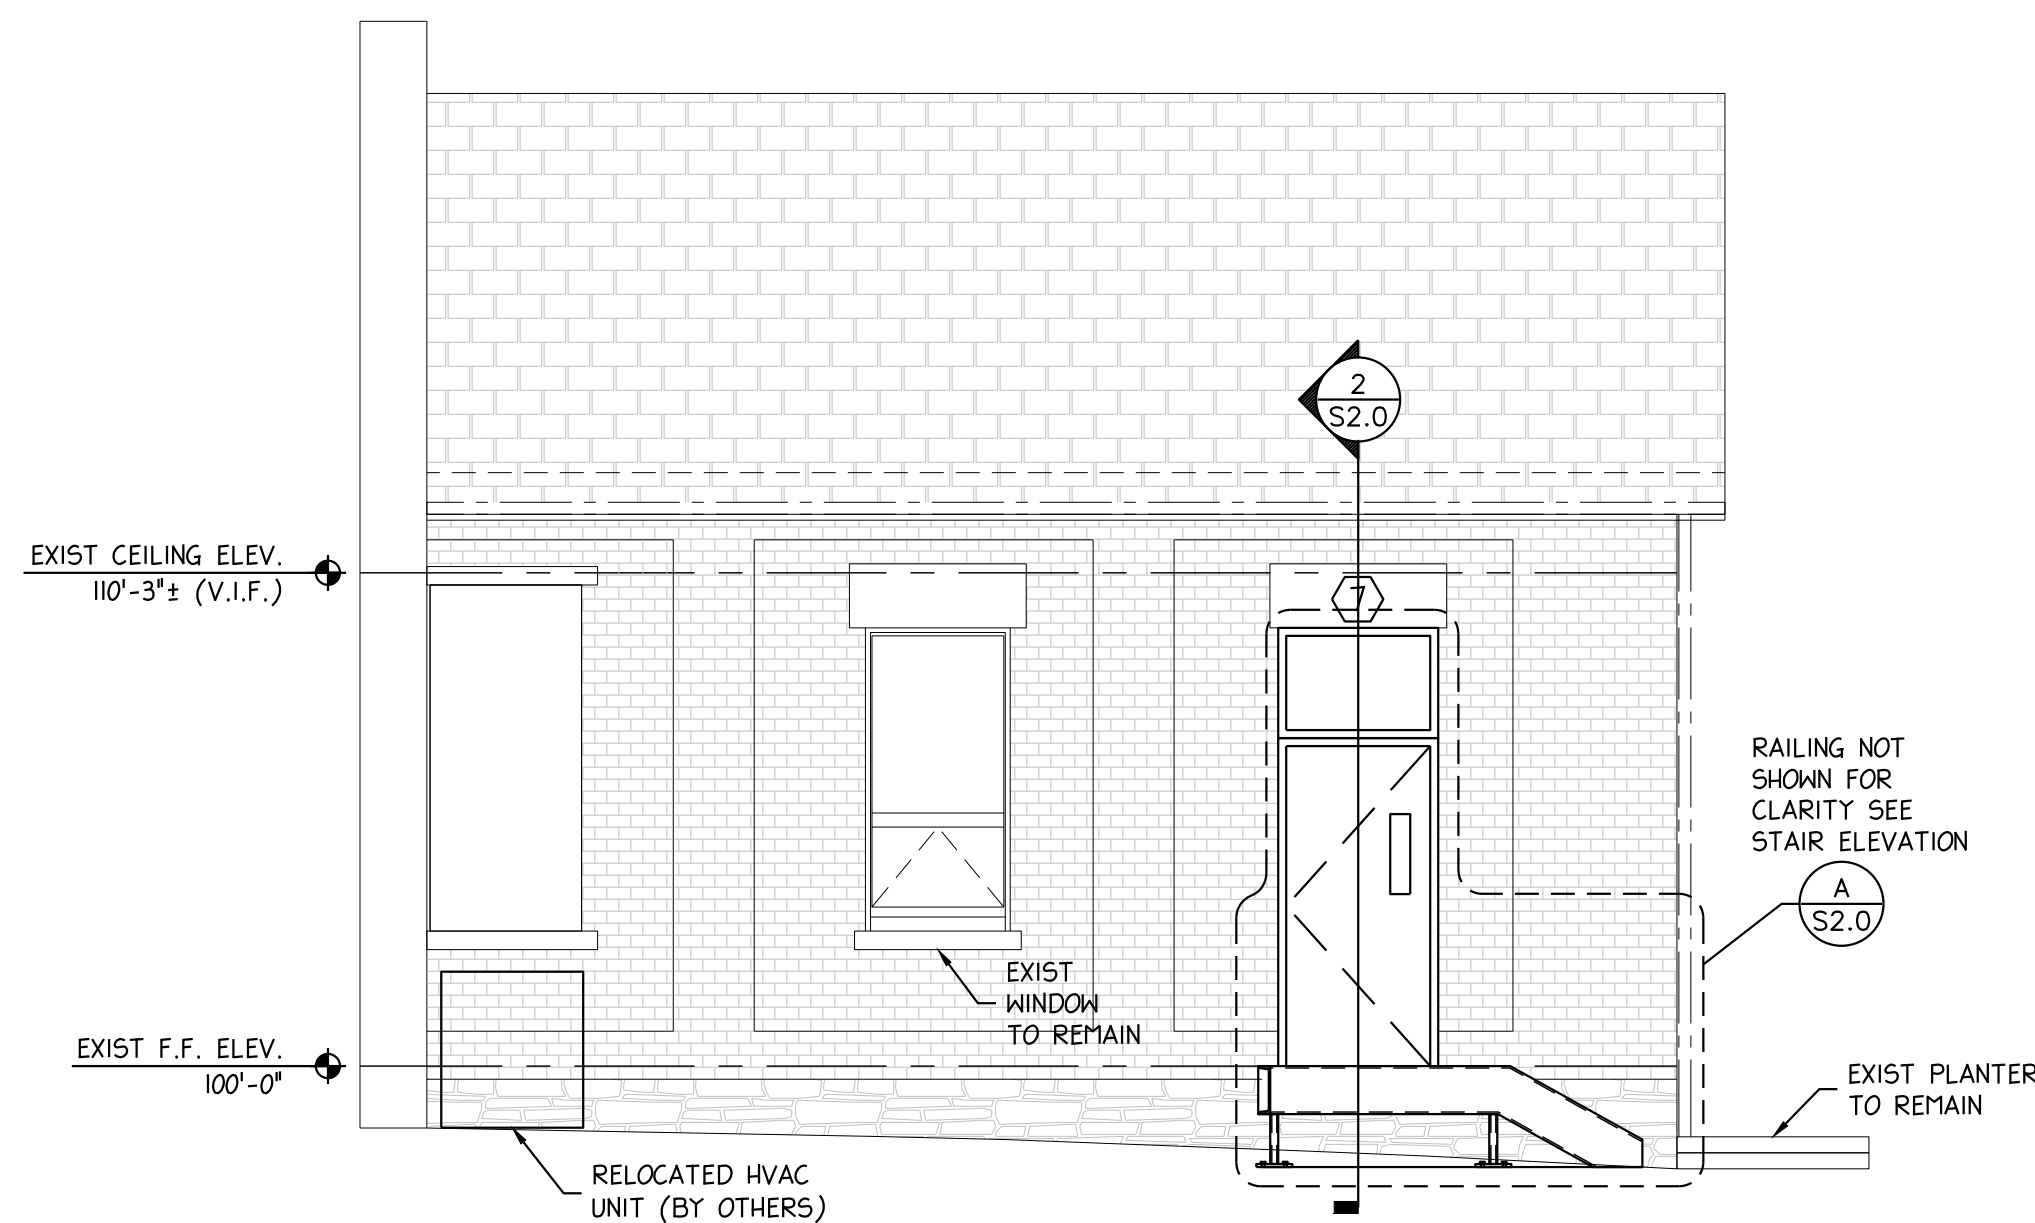 2
S2.0
EXIST CEILING ELEV.
110'-3"± (V.I.F.)
7
RAILING NOT
SHOWN FOR
CLARITY SEE
STAIR ELEVATION
A
S2.0
EXIST
WINDOW
TO REMAIN
EXIST F.F. ELEV.
100'-0"
EXIST PLANTER
TO REMAIN
RELOCATED HVAC
UNIT (BY OTHERS)